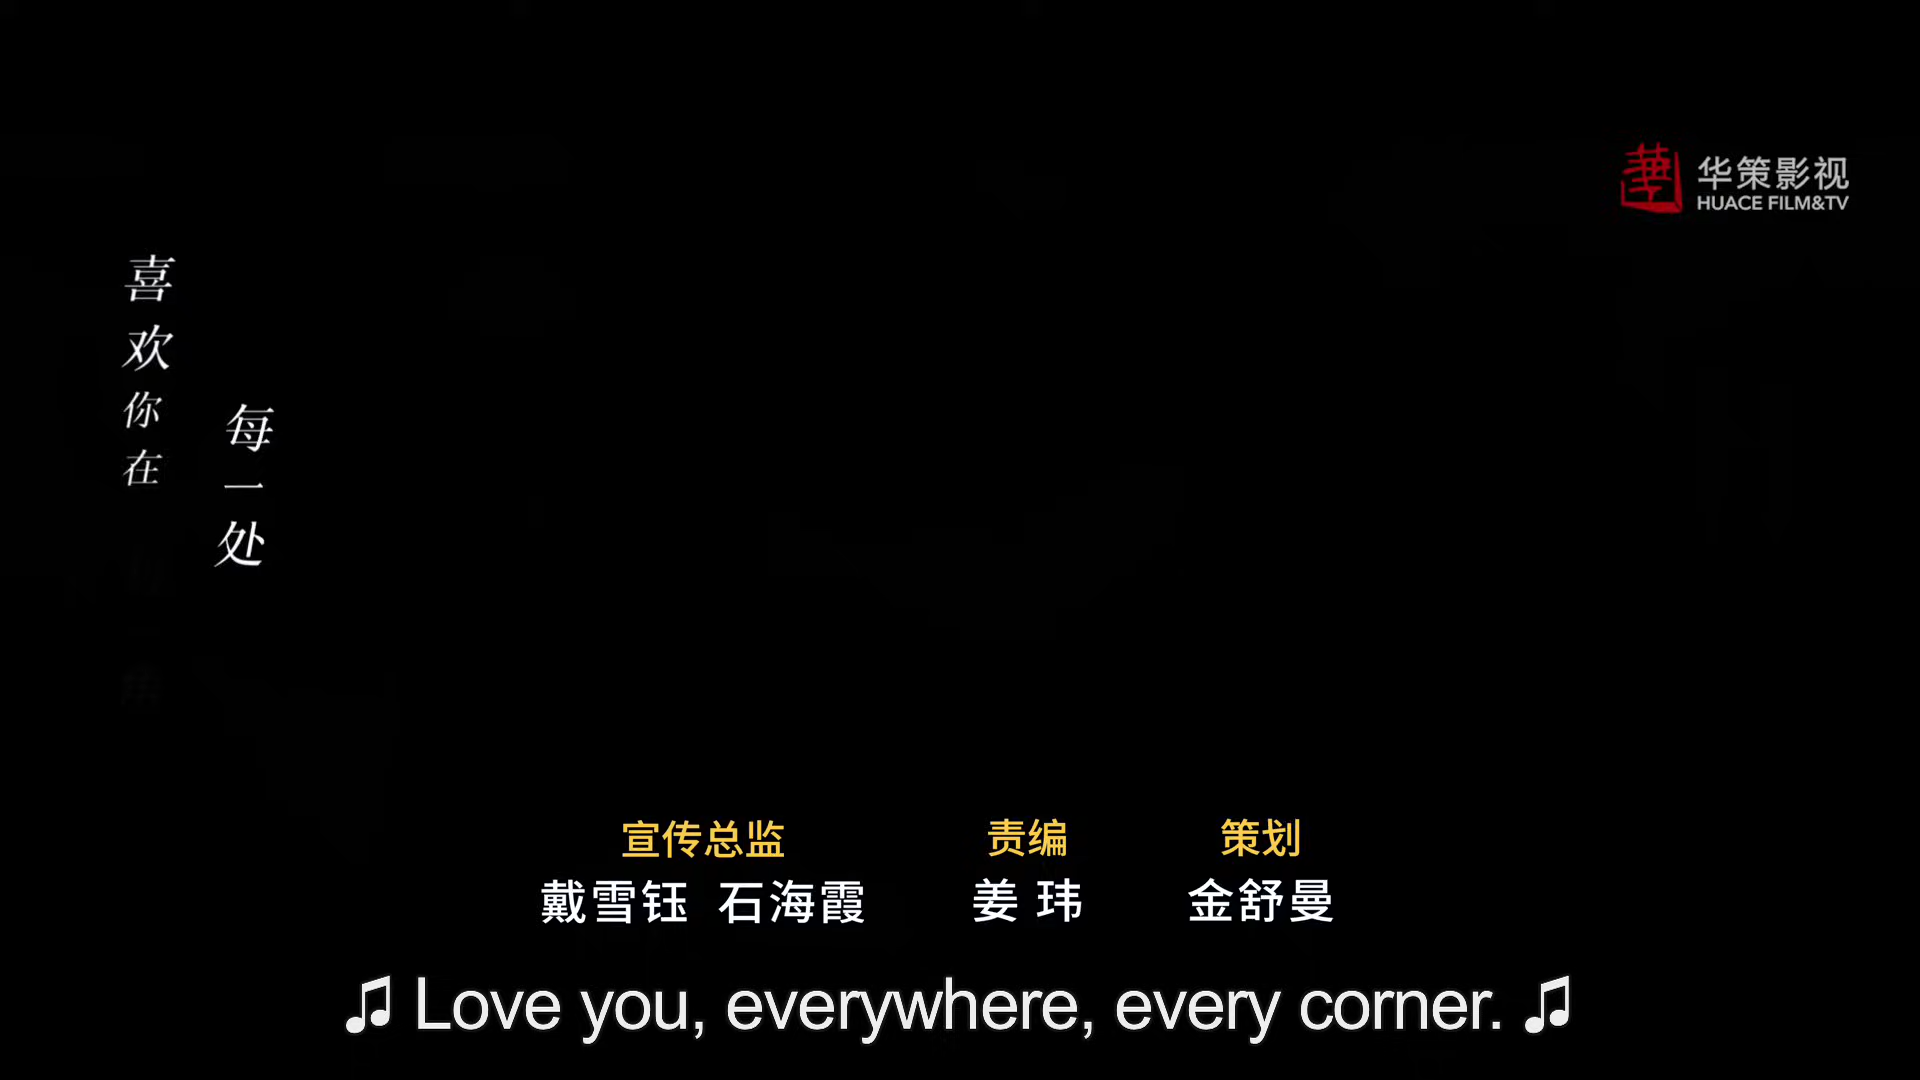 华策影视
HUACE FILM&TV
喜欢你在
每一处
宣传总监 责编 策划
戴雪钰 石海霞 姜 玮 金舒曼
♫ Love you, everywhere, every corner. ♫